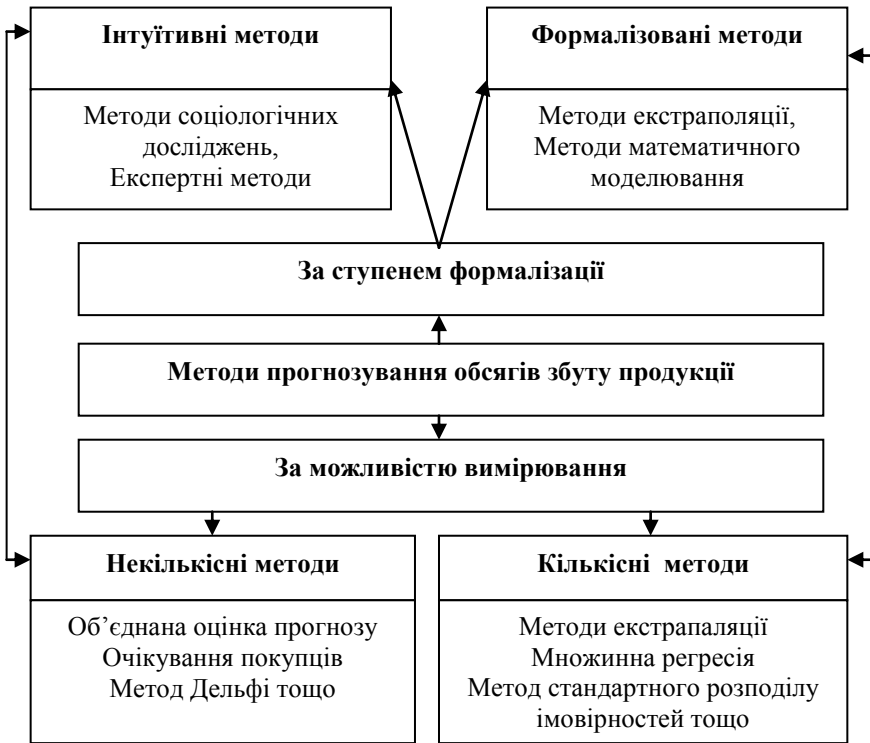 Інтуїтивні методи
Методи соціологічних
досліджень,
Експертні методи
Формалізовані методи
Методи екстраполяції,
Методи математичного
моделювання
За ступенем формалізації
Методи прогнозування обсягів збуту продукції
За можливістю вимірювання
Некількісні методи
Об’єднана оцінка прогнозу
Очікування покупців
Метод Дельфі тощо
Кількісні методи
Методи екстрапаляції
Множинна регресія
Метод стандартного розподілу
імовірностей тощо